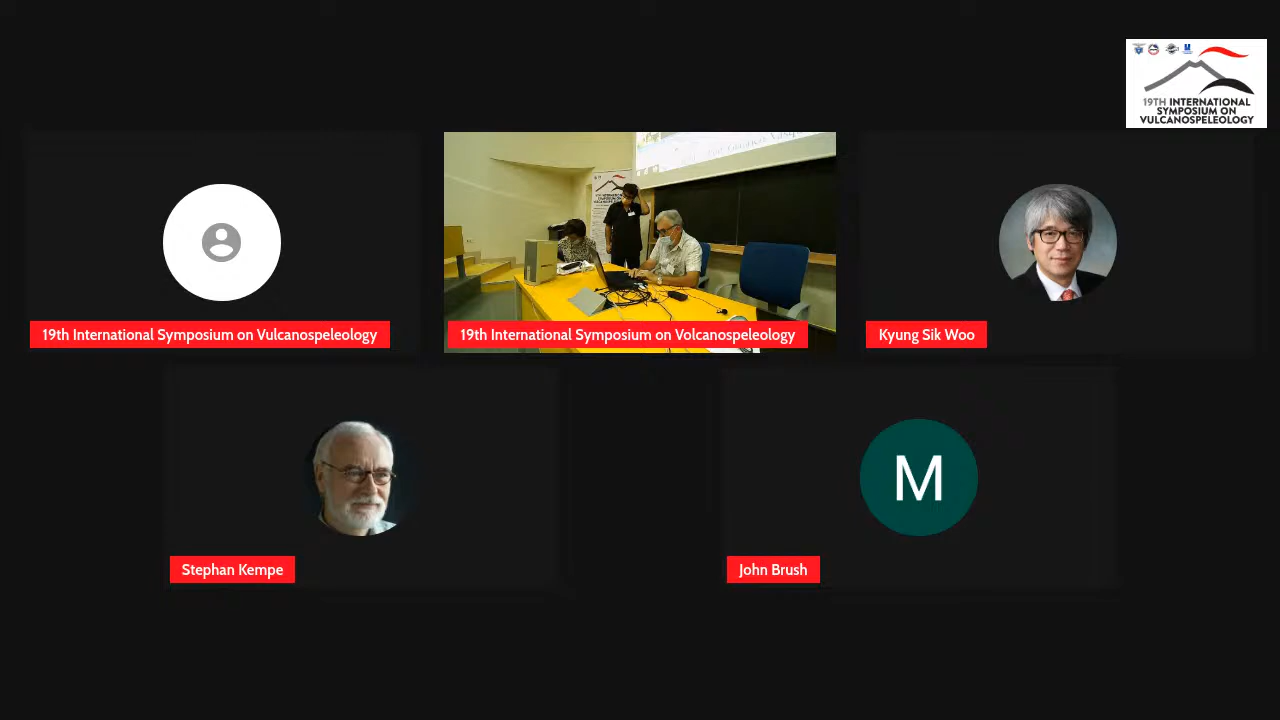 19TH INTERNATIONAL
SYMPOSIUM ON
VULCANOSPELEOLOGY
19th International Symposium on Vulcanospeleology
19th International Symposium on Volcanospeleology
Kyung Sik Woo
Stephan Kempe
M
John Brush